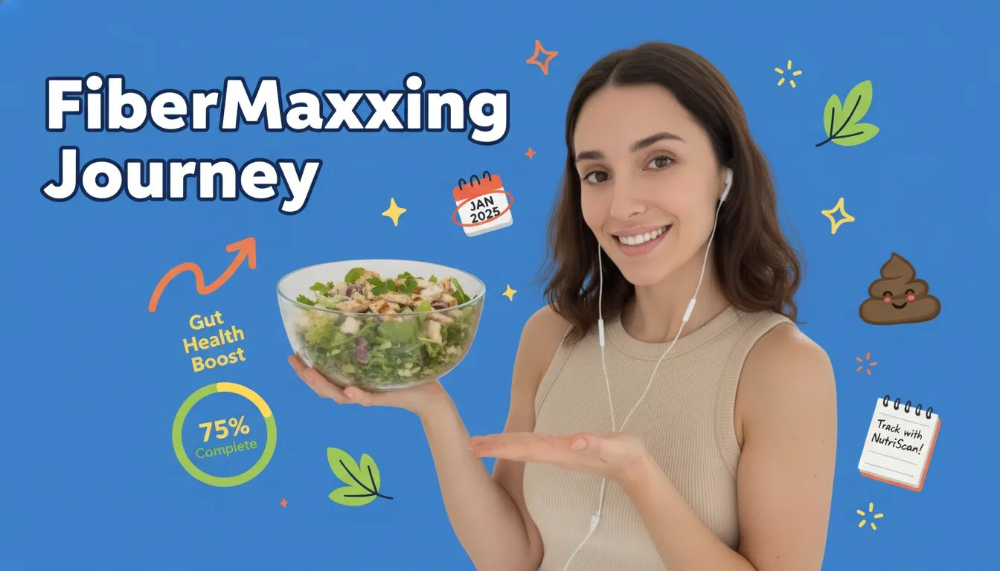 FiberMaxxing
Journey
JAN
2025
Gut
Health
Boost
75%
Complete
Track with
NutriScan!